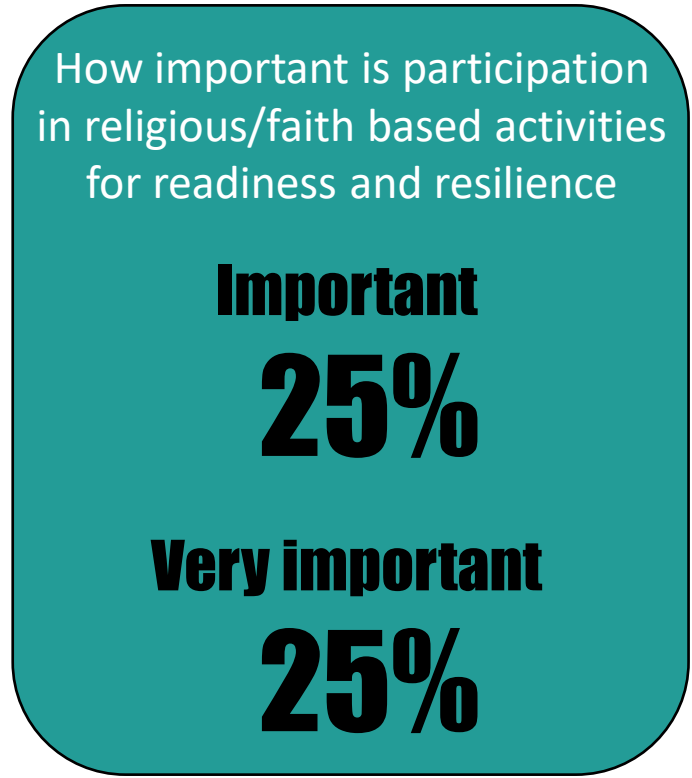 How important is participation
in religious/faith based activities
for readiness and resilience
Important
25%
Very important
25%